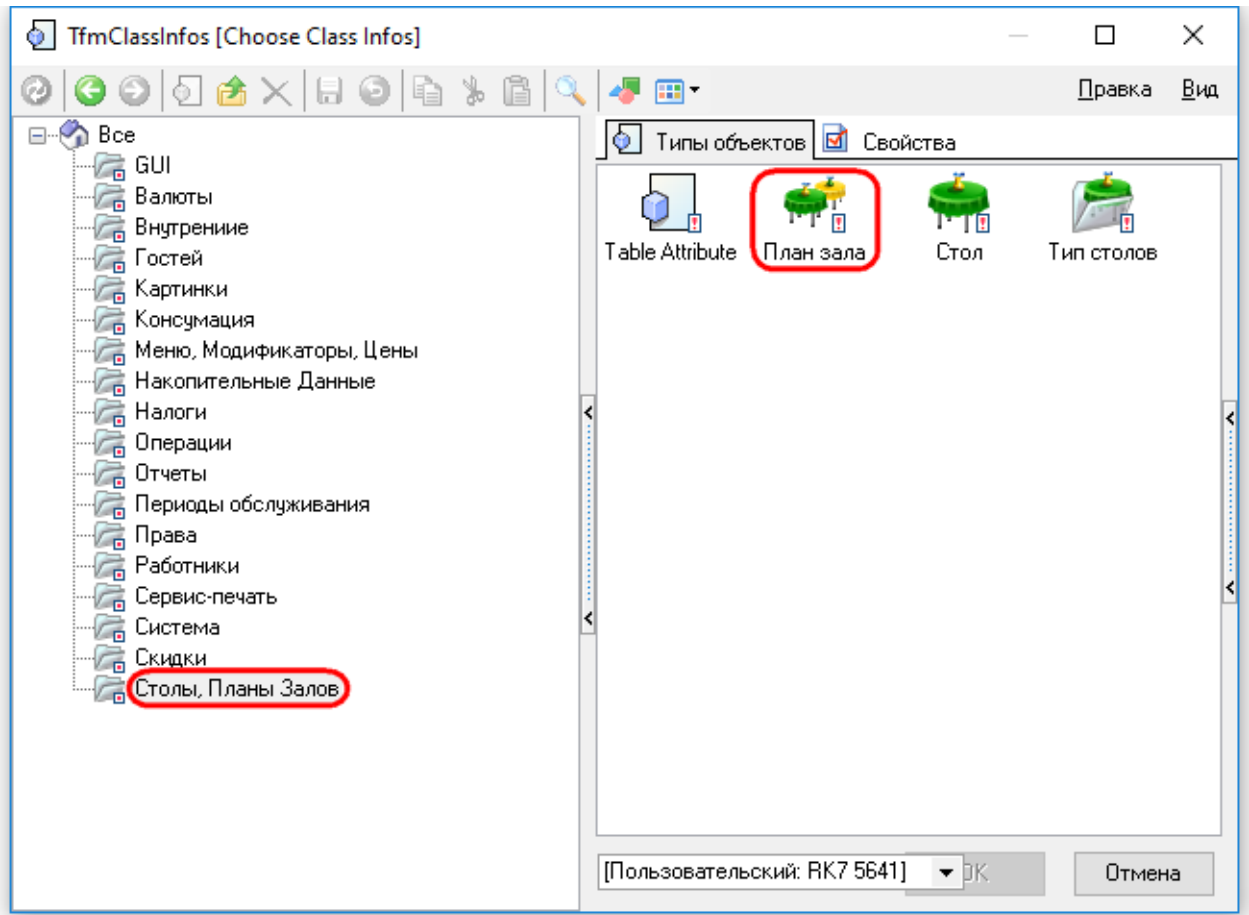 TfmClassInfos [Choose Class Infos]
Правка Вид
Все
GUI
Валюты
Внутренние
Гостей
Картинки
Консумация
Меню, Модификаторы, Цены
Накопительные Данные
Налоги
Операции
Отчеты
Периоды обслуживания
Права
Работники
Сервис-печать
Система
Скидки
Столы, Планы Залов
Типы объектов Свойства
Table Attribute План зала Стол Тип столов
[Пользовательский: RK7 5641] OK Отмена